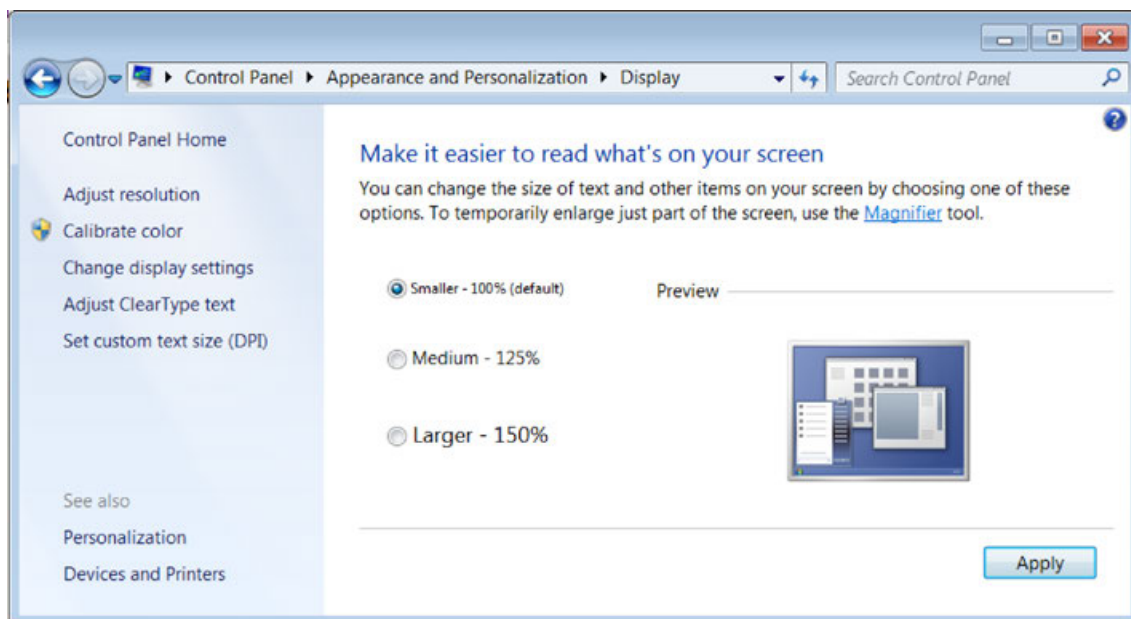 Control Panel ▸ Appearance and Personalization ▸ Display
Search Control Panel
Control Panel Home
Adjust resolution
Calibrate color
Change display settings
Adjust ClearType text
Set custom text size (DPI)
See also
Personalization
Devices and Printers
Make it easier to read what's on your screen
You can change the size of text and other items on your screen by choosing one of these
options. To temporarily enlarge just part of the screen, use the Magnifier tool.
Smaller - 100% (default)
Preview
Medium - 125%
Larger - 150%
Apply